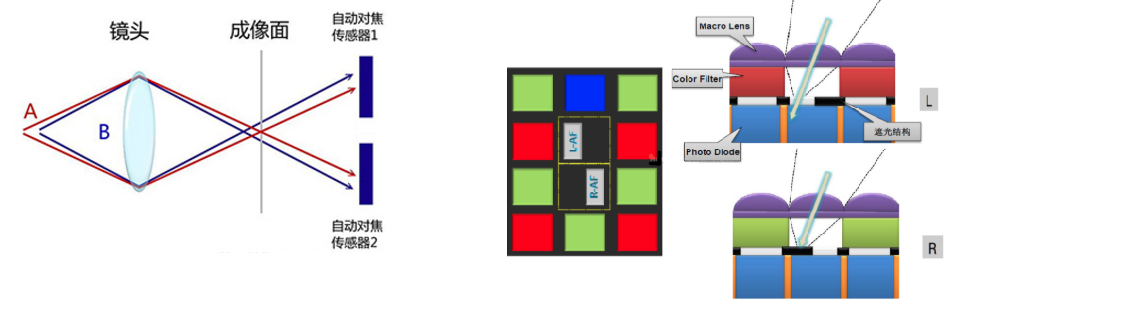 镜头
成像面
自动对焦
传感器1
A
B
自动对焦
传感器2
L-AF
R-AF
Macro Lens
Color Filter
L
遮光结构
Photo Diode
R